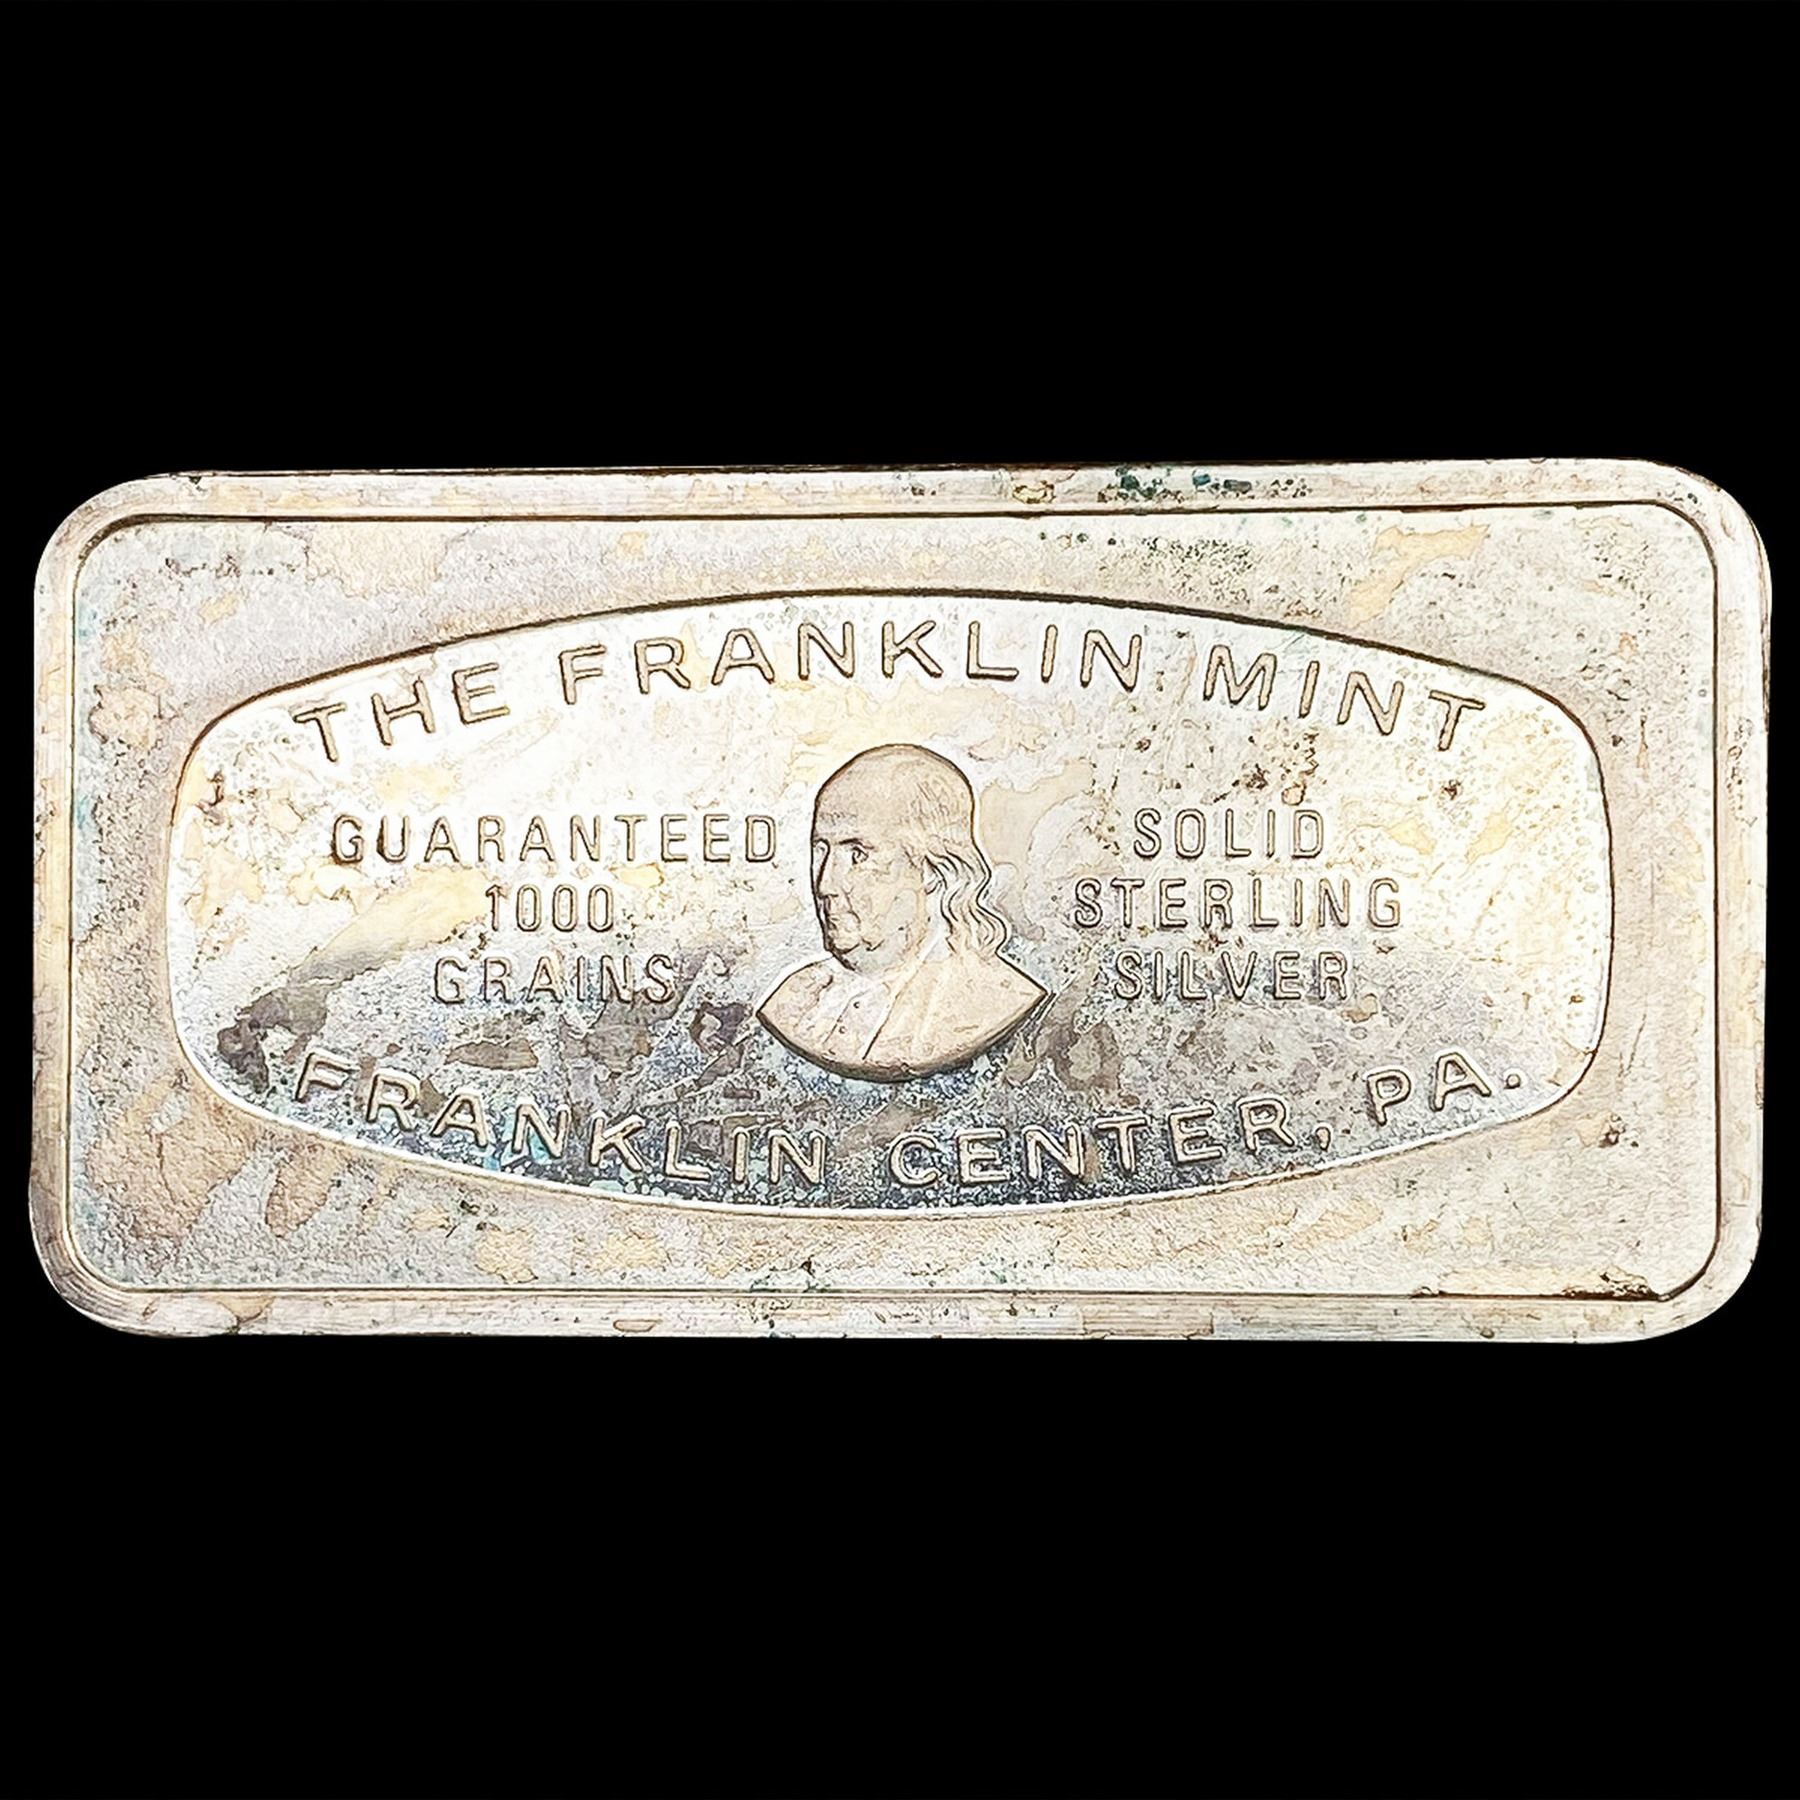 THE FRANKLIN MINT
GUARANTEED
1000
GRAINS
SOLID
STERLING
SILVER
FRANKLIN CENTER, PA.